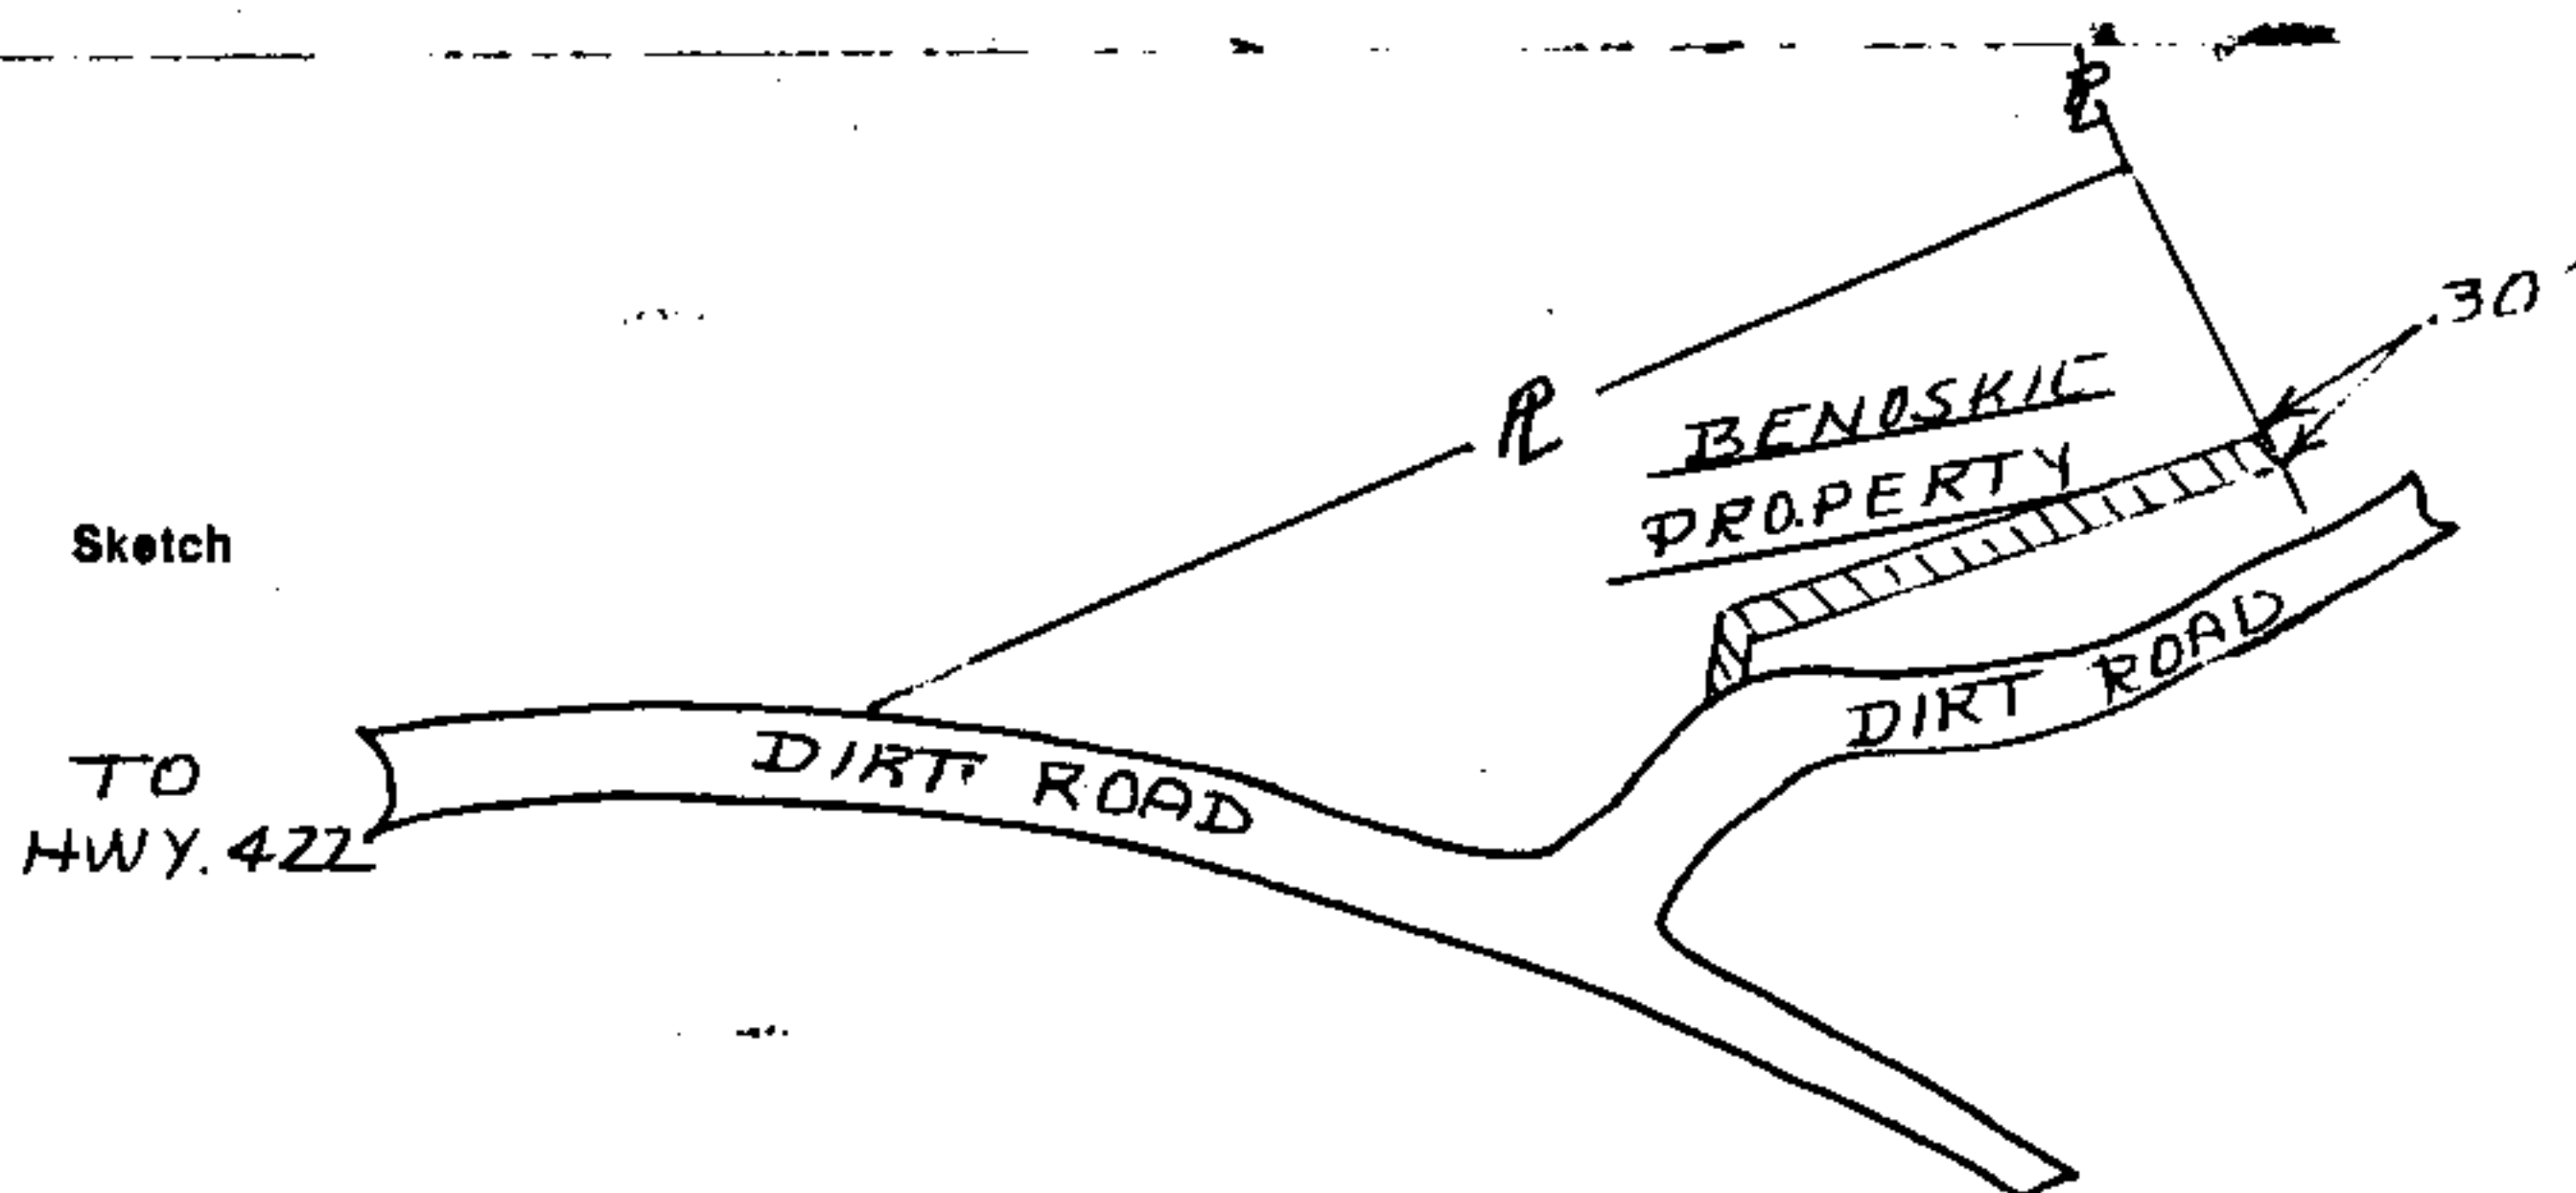 ℄
.30'
℄
BENOSKIE
PROPERTY
Sketch
DIRT ROAD
DIRT ROAD
TO
HWY. 422